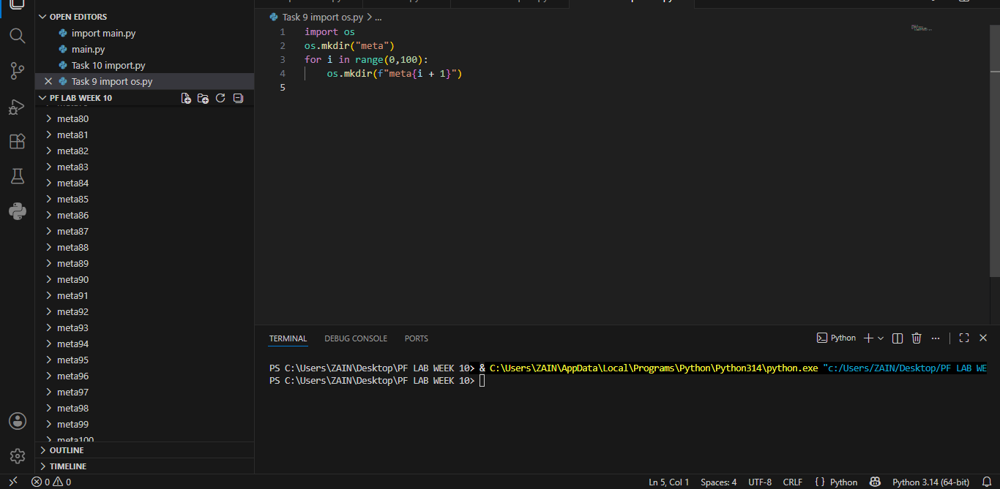 OPEN EDITORS
import main.py
main.py
Task 10 import.py
Task 9 import os.py
PF LAB WEEK 10
meta80
meta81
meta82
meta83
meta84
meta85
meta86
meta87
meta88
meta89
meta90
meta91
meta92
meta93
meta94
meta95
meta96
meta97
meta98
meta99
meta100
OUTLINE
TIMELINE
Task 9 import os.py > ...
1 import os
2 os.mkdir("meta")
3 for i in range(0,100):
4 os.mkdir(f"meta{i + 1}")
5
TERMINAL DEBUG CONSOLE PORTS
Python
PS C:\Users\ZAIN\Desktop\PF LAB WEEK 10> & C:\Users\ZAIN\AppData\Local\Programs\Python\Python314\python.exe "c:/Users/ZAIN/Desktop/PF LAB WE
PS C:\Users\ZAIN\Desktop\PF LAB WEEK 10>
0 0 Ln 5, Col 1 Spaces: 4 UTF-8 CRLF { } Python Python 3.14 (64-bit)